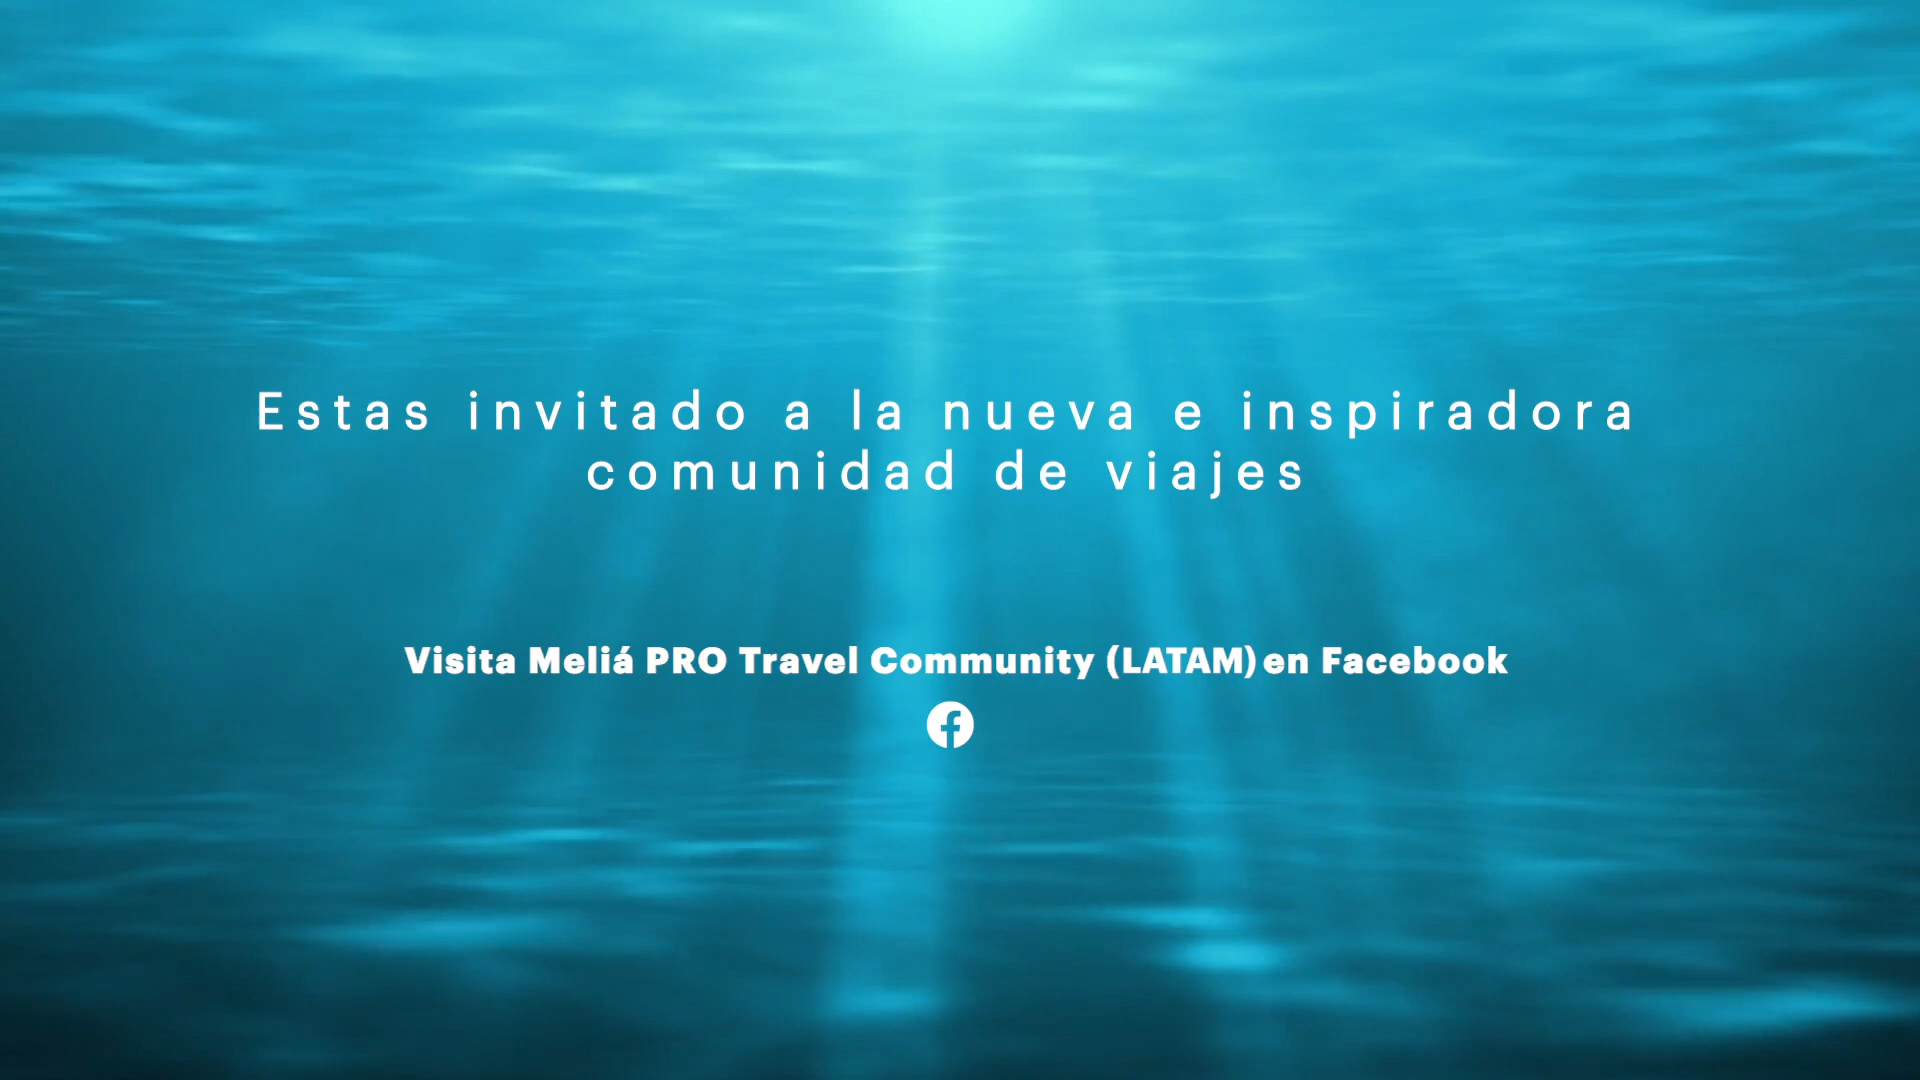 Estas invitado a la nueva e inspiradora
comunidad de viajes
Visita Meliá PRO Travel Community (LATAM) en Facebook